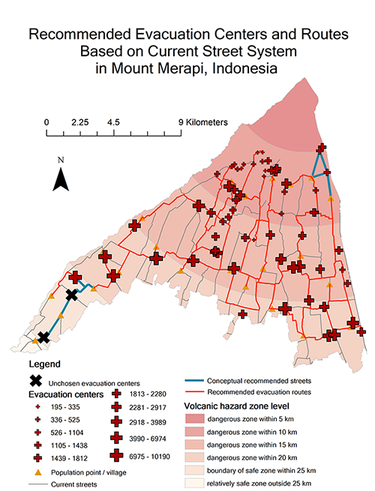 Recommended Evacuation Centers and Routes
Based on Current Street System
in Mount Merapi, Indonesia
0 2.25 4.5 9 Kilometers
N
Legend
Unchosen evacuation centers
Evacuation centers
195 - 335
336 - 525
526 - 1104
1105 - 1438
1439 - 1812
1813 - 2280
2281 - 2917
2918 - 3989
3990 - 6974
6975 - 10190
Population point / village
Current streets
Conceptual recommended streets
Recommended evacuation routes
Volcanic hazard zone level
dangerous zone within 5 km
dangerous zone within 10 km
dangerous zone within 15 km
dangerous zone within 20 km
boundary of safe zone within 25 km
relatively safe zone outside 25 km